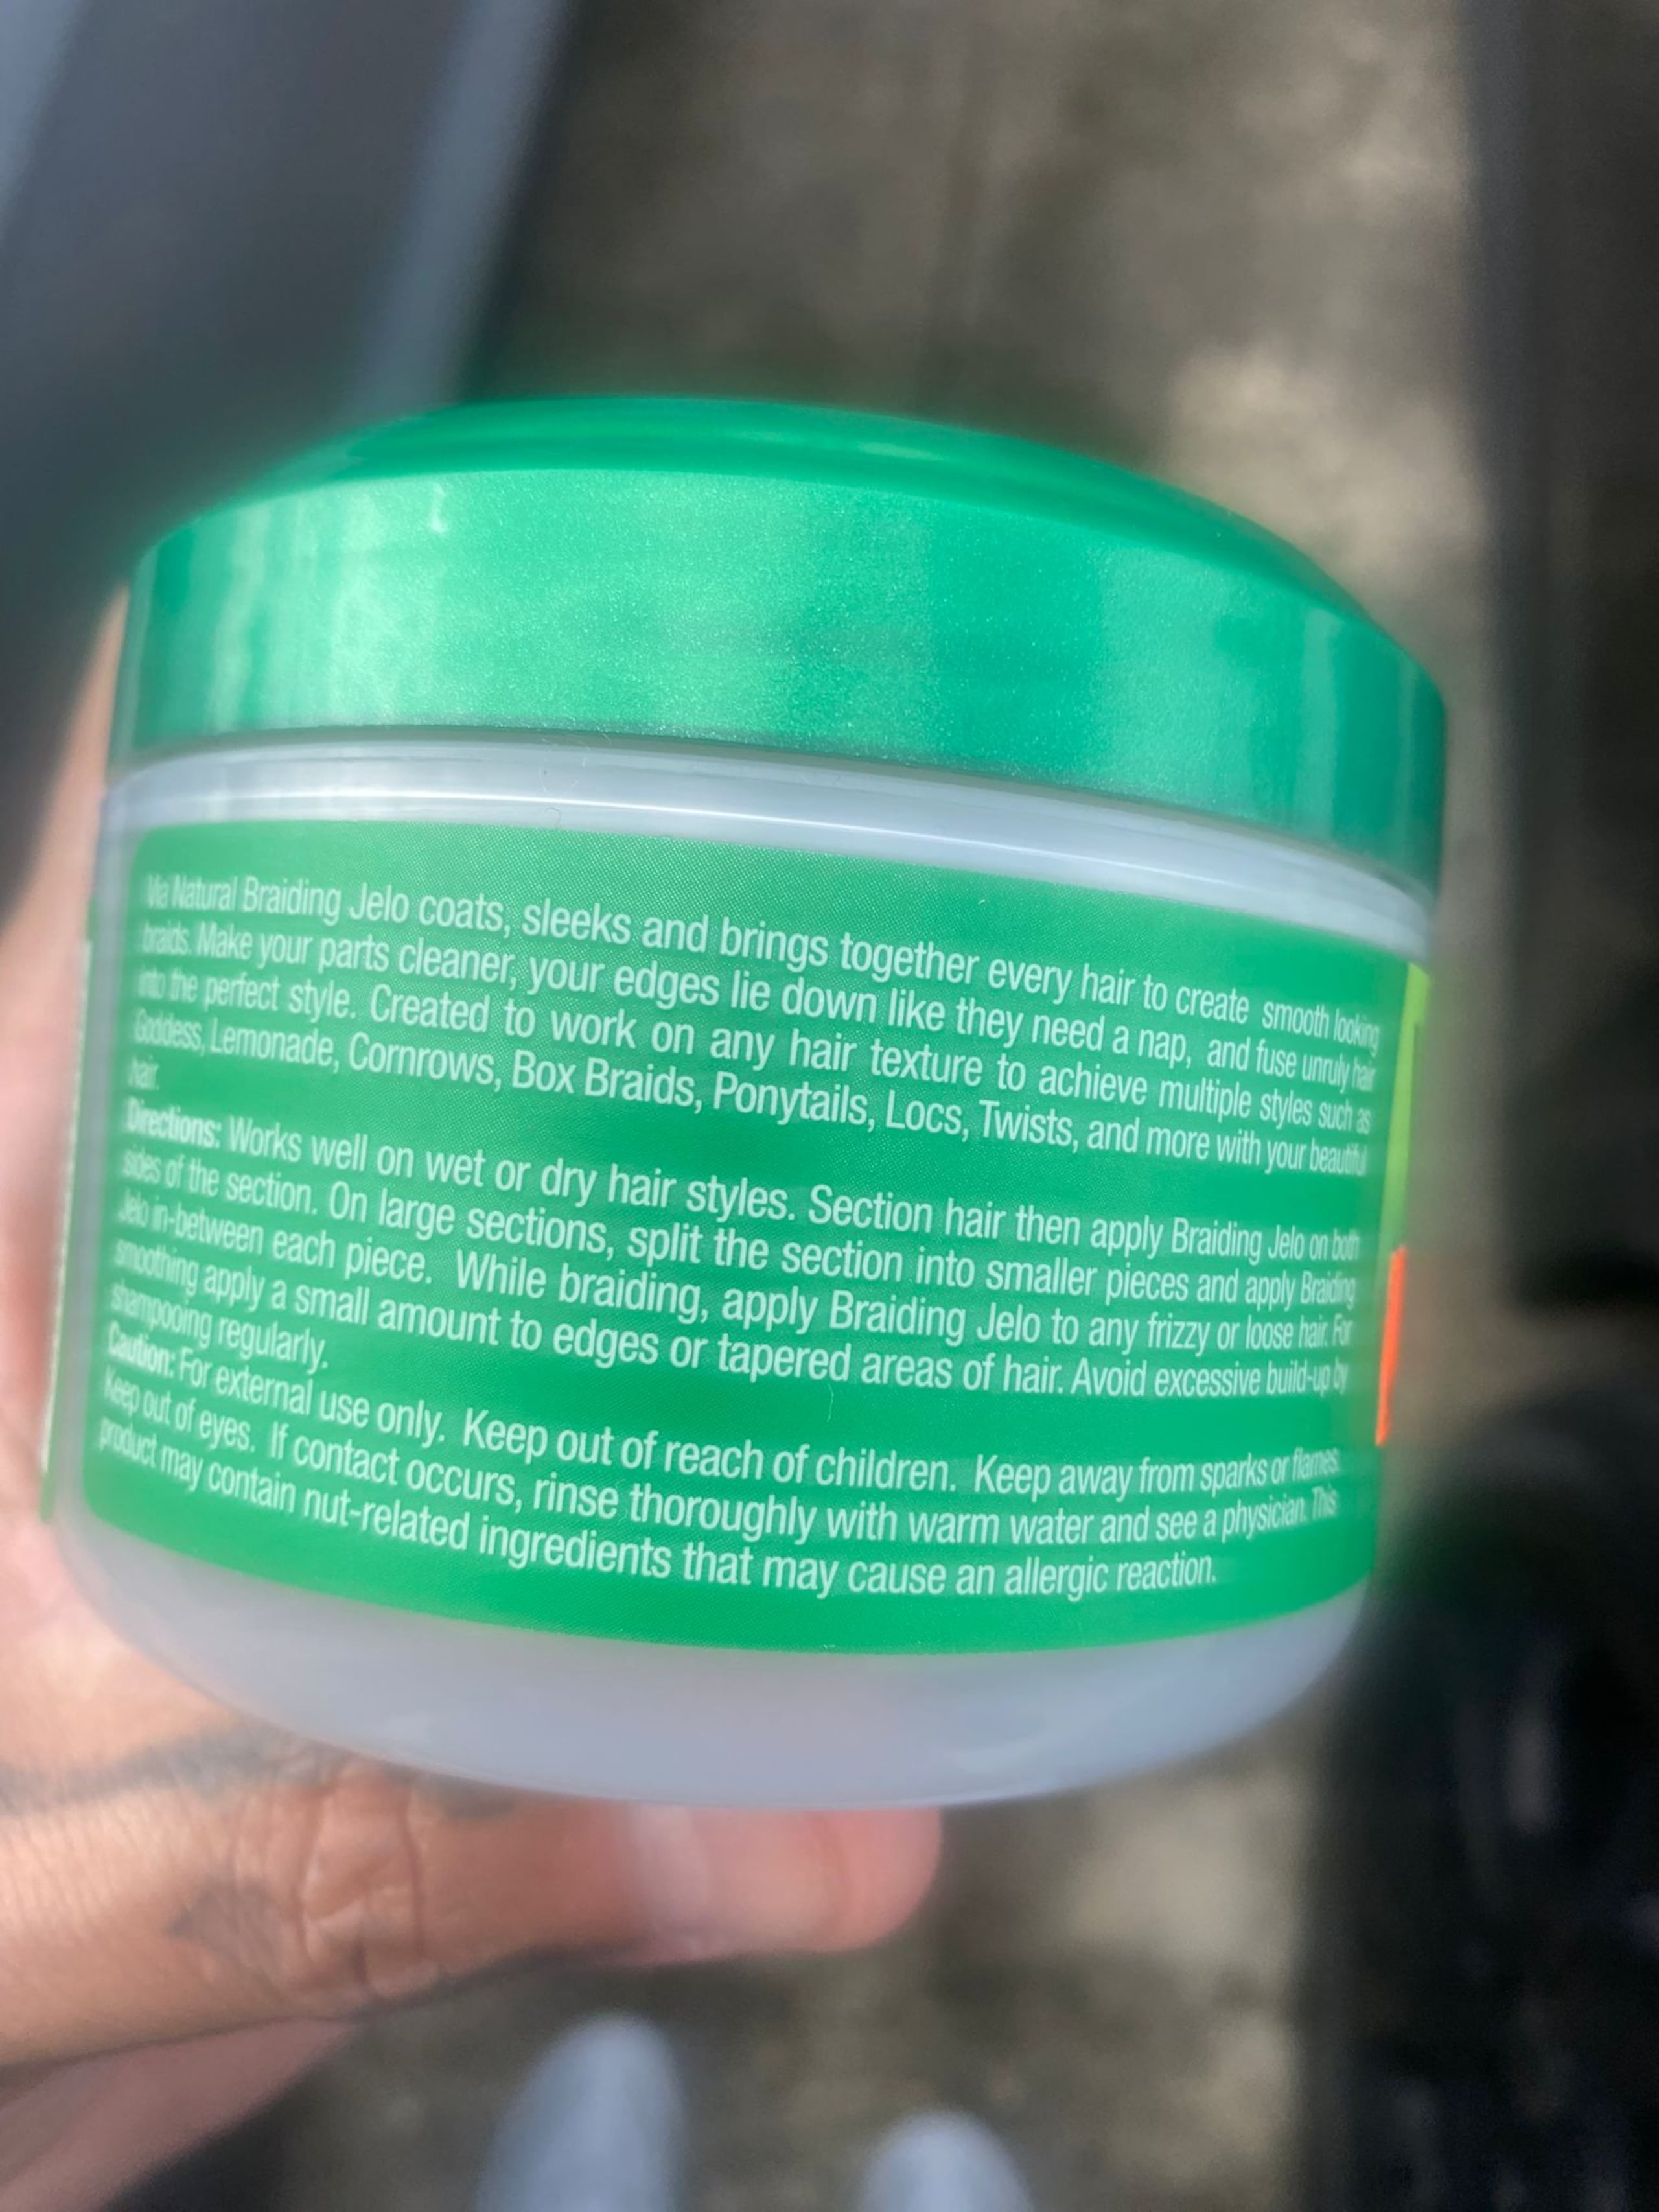 Via Natural Braiding Jelo coats, sleeks and brings together every hair to create smooth looking
braids. Make your parts cleaner, your edges lie down like they need a nap, and fuse unruly hair
into the perfect style. Created to work on any hair texture to achieve multiple styles such as
Goddess, Lemonade, Cornrows, Box Braids, Ponytails, Locs, Twists, and more with your beautiful
hair.
Directions: Works well on wet or dry hair styles. Section hair then apply Braiding Jelo on both
sides of the section. On large sections, split the section into smaller pieces and apply Braiding
Jelo in-between each piece. While braiding, apply Braiding Jelo to any frizzy or loose hair. For
smoothing apply a small amount to edges or tapered areas of hair. Avoid excessive build-up by
shampooing regularly.
Caution: For external use only. Keep out of reach of children. Keep away from sparks or flames.
Keep out of eyes. If contact occurs, rinse thoroughly with warm water and see a physician. This
product may contain nut-related ingredients that may cause an allergic reaction.